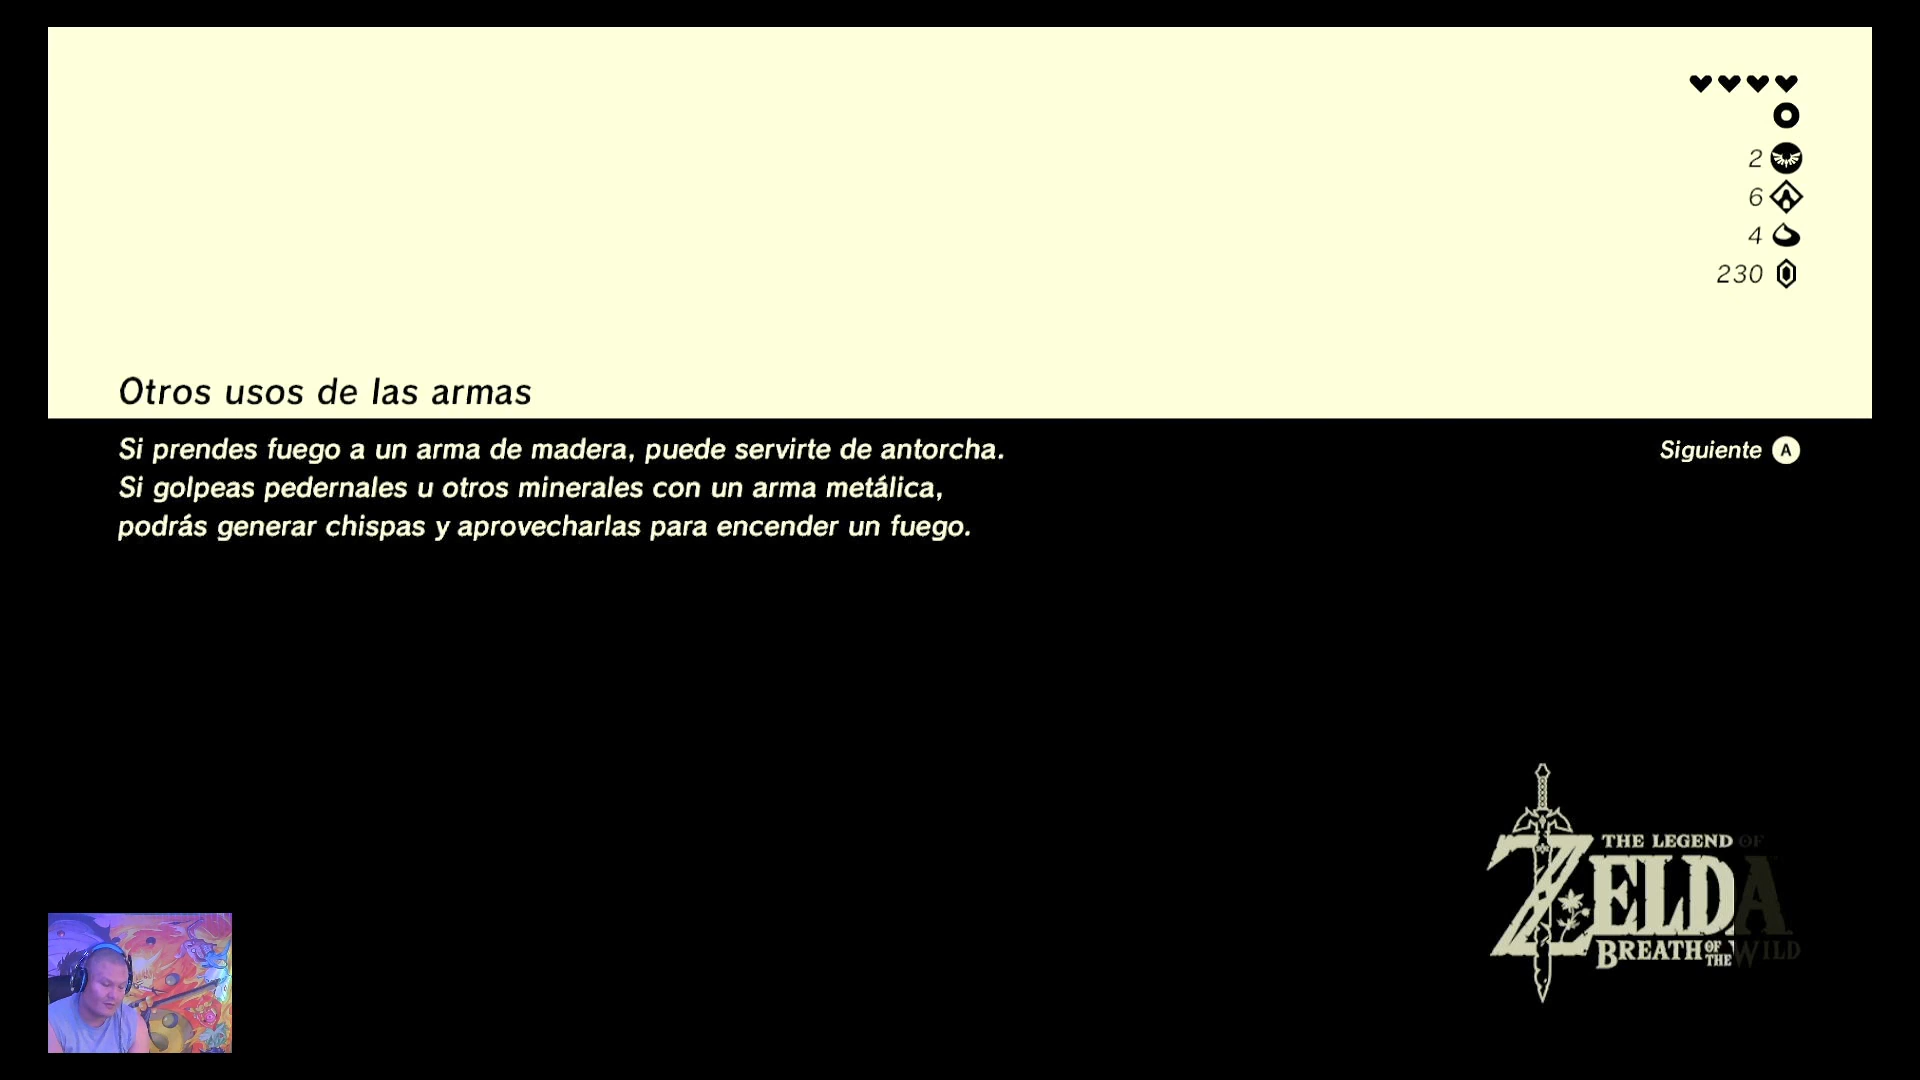 2
6
4
230
Otros usos de las armas
Si prendes fuego a un arma de madera, puede servirte de antorcha.
Si golpeas pedernales u otros minerales con un arma metálica,
podrás generar chispas y aprovecharlas para encender un fuego.
Siguiente A
THE LEGEND OF
ZELDA
BREATH OF THE WILD